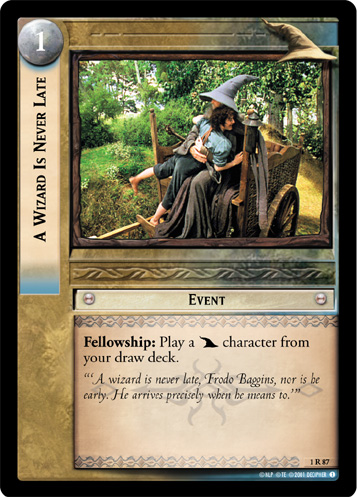 1
A Wizard Is Never Late
Event
Fellowship: Play a character from
your draw deck.
"'A wizard is never late, Frodo Baggins, nor is he
early. He arrives precisely when he means to.'"
1 R 87
©NLP ©TE ©2001 DECIPHER 1